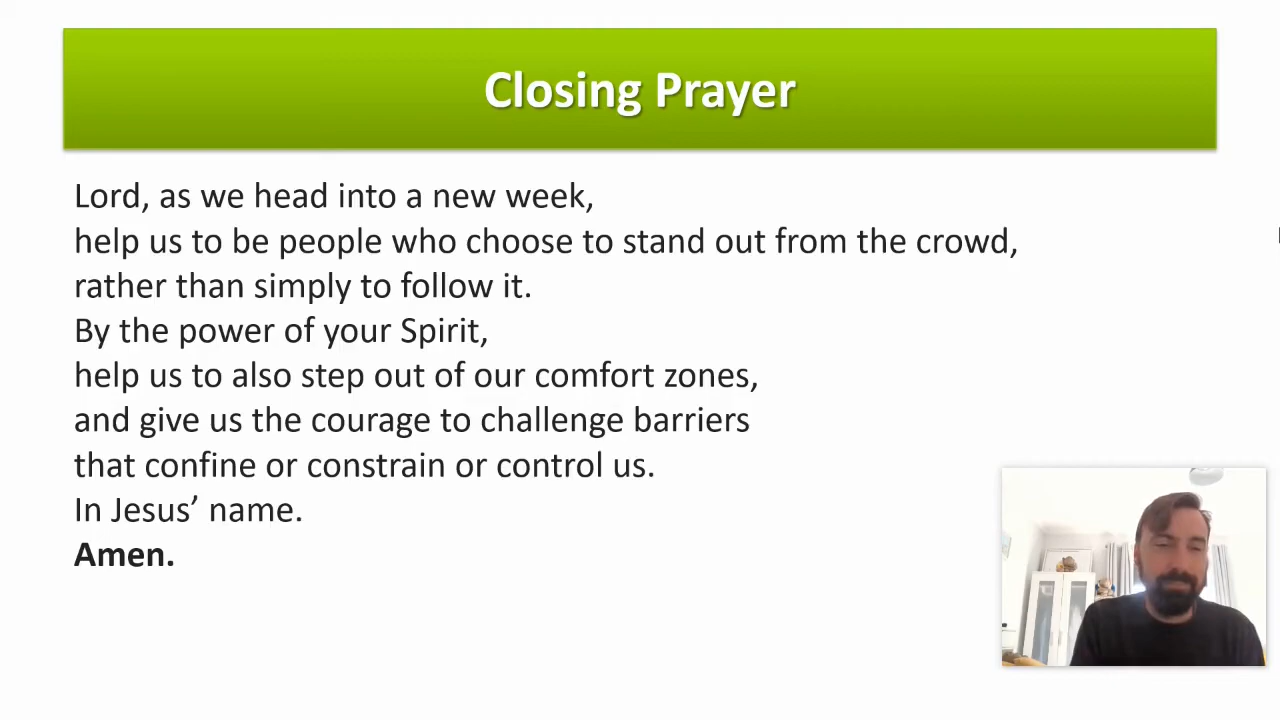 Closing Prayer
Lord, as we head into a new week,
help us to be people who choose to stand out from the crowd,
rather than simply to follow it.
By the power of your Spirit,
help us to also step out of our comfort zones,
and give us the courage to challenge barriers
that confine or constrain or control us.
In Jesus’ name.
Amen.